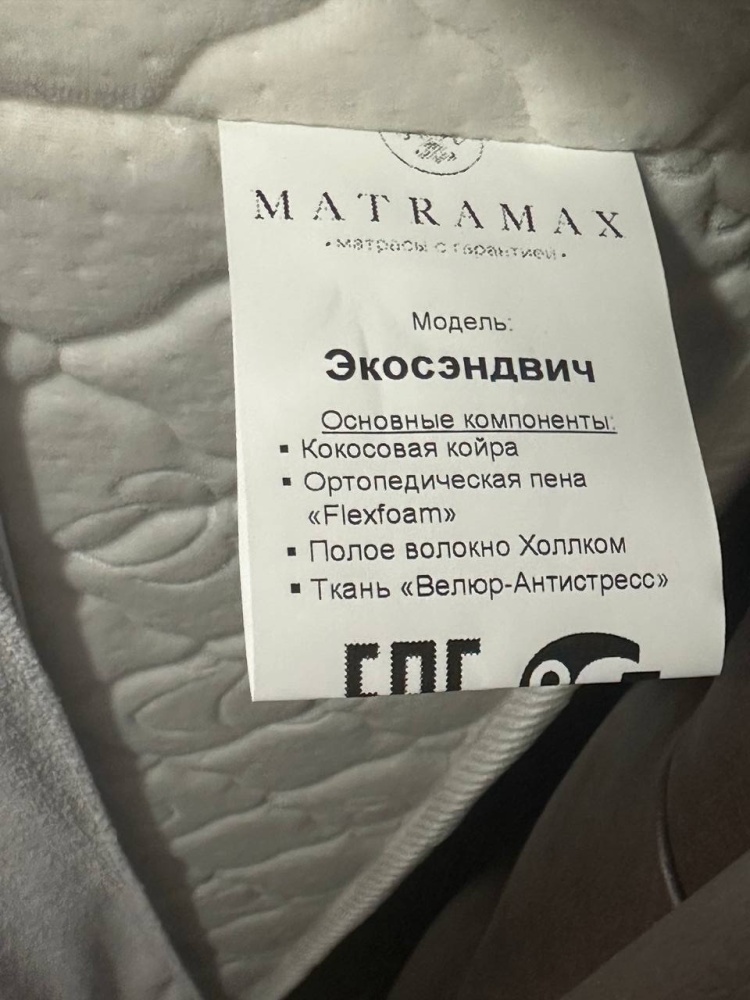 MATRAMAX
• матрасы с гарантией •
Модель:
Экосэндвич
Основные компоненты:
▪ Кокосовая койра
▪ Ортопедическая пена
«Flexfoam»
▪ Полое волокно Холлком
▪ Ткань «Велюр-Антистресс»